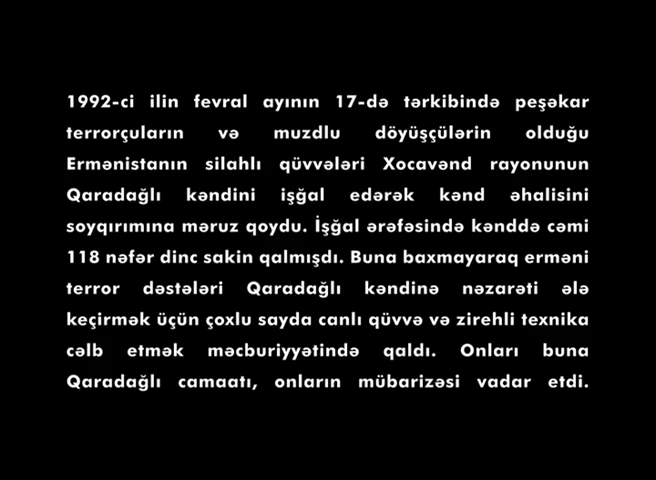 1992-ci ilin fevral ayının 17-də tərkibində peşəkar
terrorçuların və muzdlu döyüşçülərin olduğu
Ermənistanın silahlı qüvvələri Xocavənd rayonunun
Qaradağlı kəndini işğal edərək kənd əhalisini
soyqırımına məruz qoydu. İşğal ərəfəsində kənddə cəmi
118 nəfər dinc sakin qalmışdı. Buna baxmayaraq erməni
terror dəstələri Qaradağlı kəndinə nəzarəti ələ
keçirmək üçün çoxlu sayda canlı qüvvə və zirehli texnika
cəlb etmək məcburiyyətində qaldı. Onları buna
Qaradağlı camaatı, onların mübarizəsi vadar etdi.